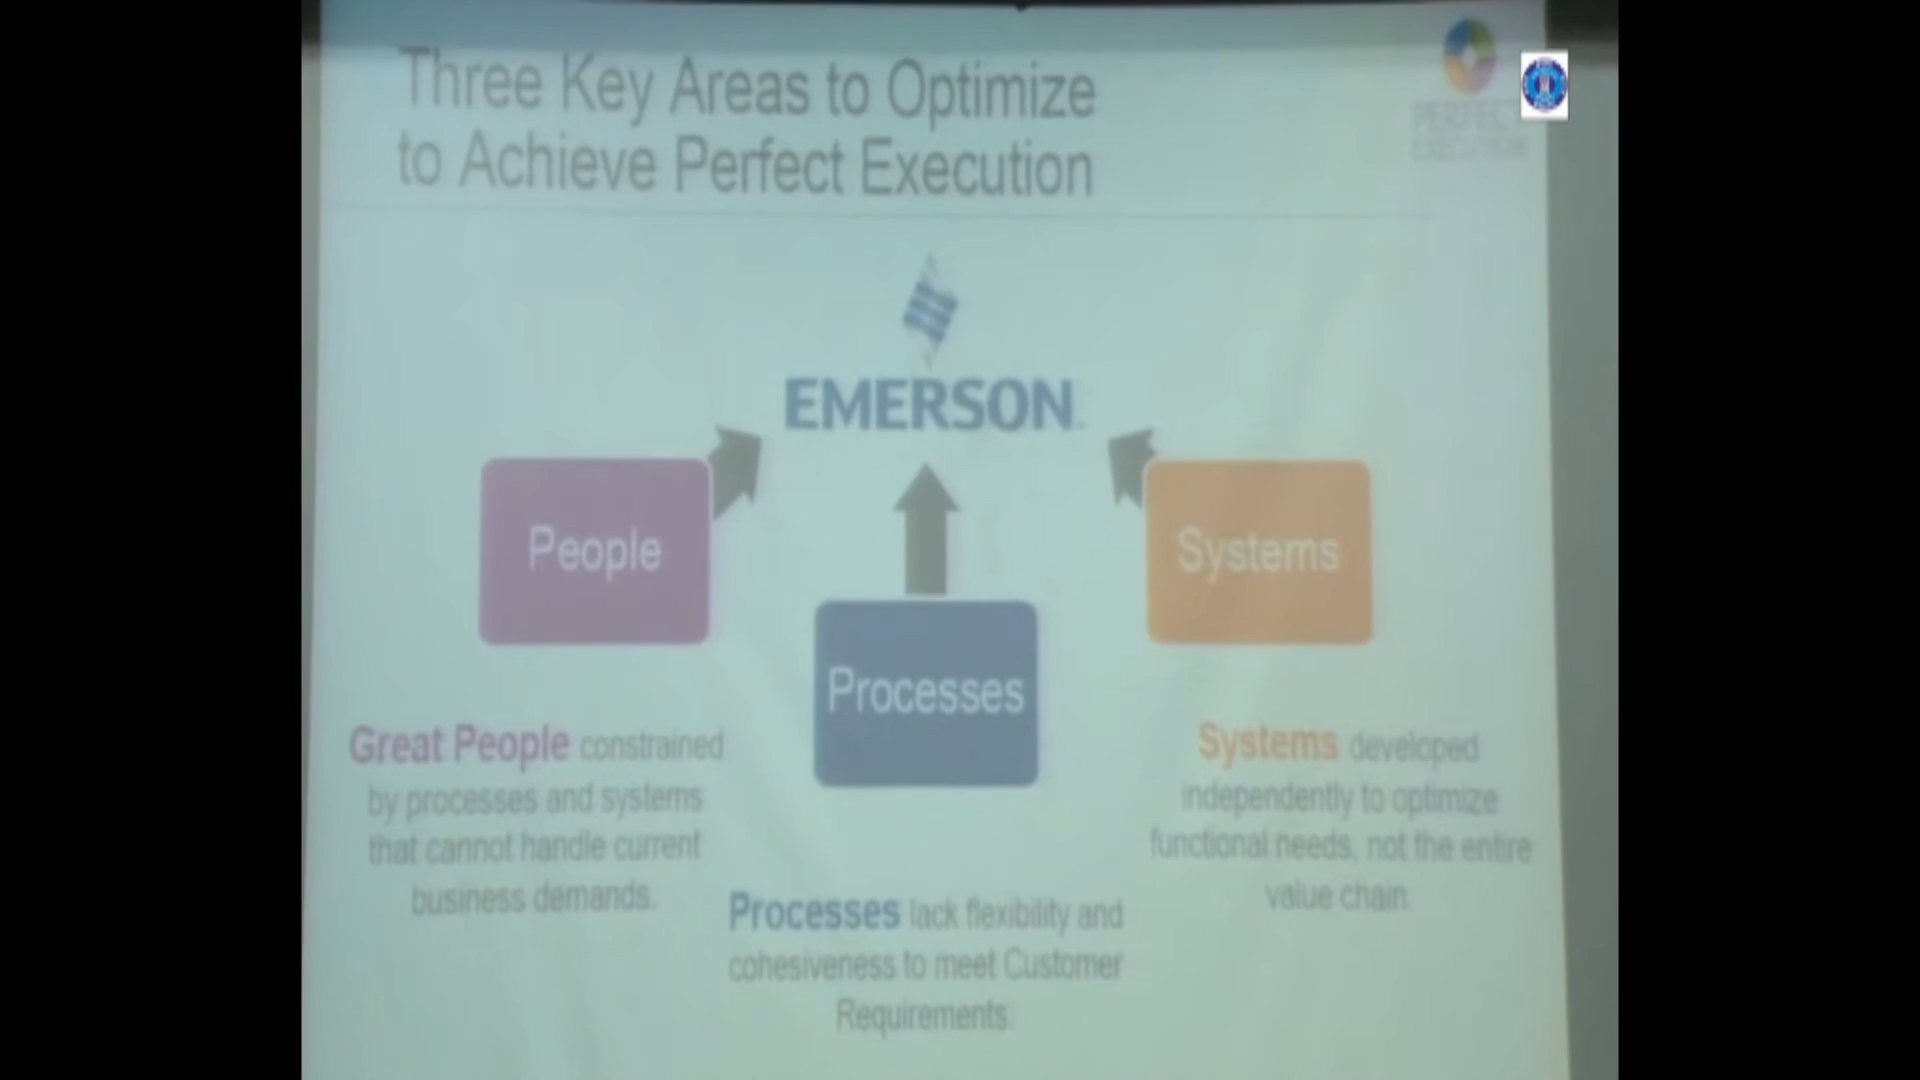 Three Key Areas to Optimize
to Achieve Perfect Execution
PERFECT
EXECUTION
EMERSON
People
Processes
Systems
Great People constrained
by processes and systems
that cannot handle current
business demands.
Processes lack flexibility and
cohesiveness to meet Customer
Requirements.
Systems developed
independently to optimize
functional needs, not the entire
value chain.